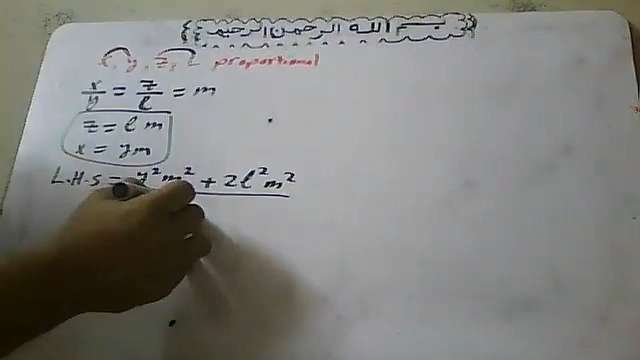 بسم الله الرحمن الرحيم
x, y, z, l proportional
x/y = z/l = m
z = l m
x = y m
L.H.S = y²m² + 2l²m²